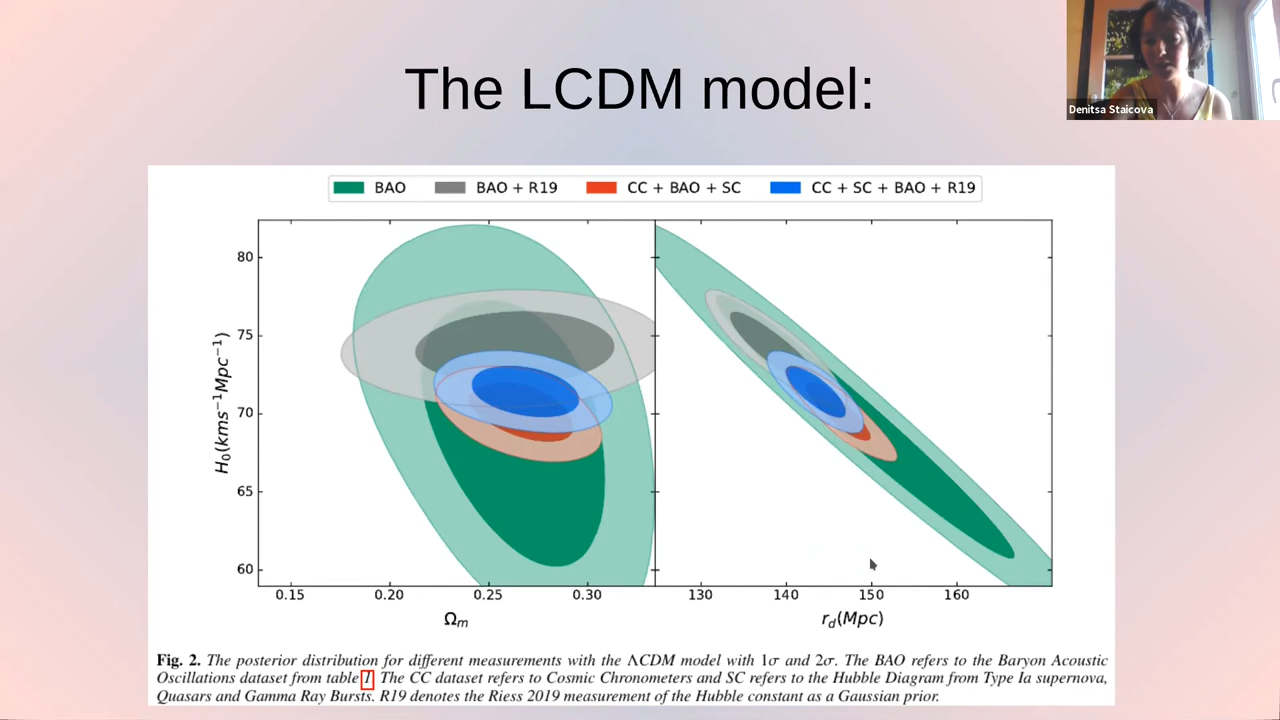 The LCDM model:
Denitsa Staicova
BAO BAO + R19 CC + BAO + SC CC + SC + BAO + R19
80
75
70
65
60
H₀(kms⁻¹Mpc⁻¹)
0.15 0.20 0.25 0.30 130 140 150 160
Ωₘ r_d(Mpc)
Fig. 2. The posterior distribution for different measurements with the ΛCDM model with 1σ and 2σ. The BAO refers to the Baryon Acoustic
Oscillations dataset from table 1. The CC dataset refers to Cosmic Chronometers and SC refers to the Hubble Diagram from Type Ia supernova,
Quasars and Gamma Ray Bursts. R19 denotes the Riess 2019 measurement of the Hubble constant as a Gaussian prior.